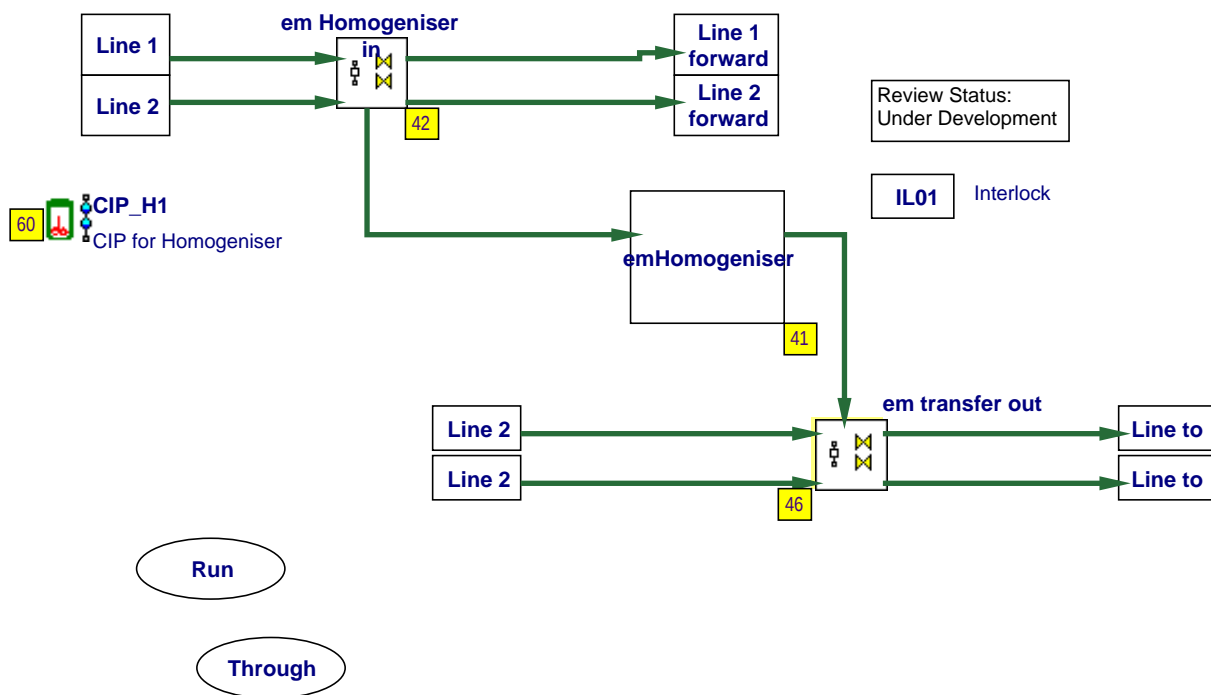 em Homogeniser
in
Line 1
Line 2
42
Line 1
forward
Line 2
forward
Review Status:
Under Development
IL01
Interlock
60
CIP_H1
CIP for Homogeniser
emHomogeniser
41
em transfer out
Line 2
Line 2
46
Line to
Line to
Run
Through